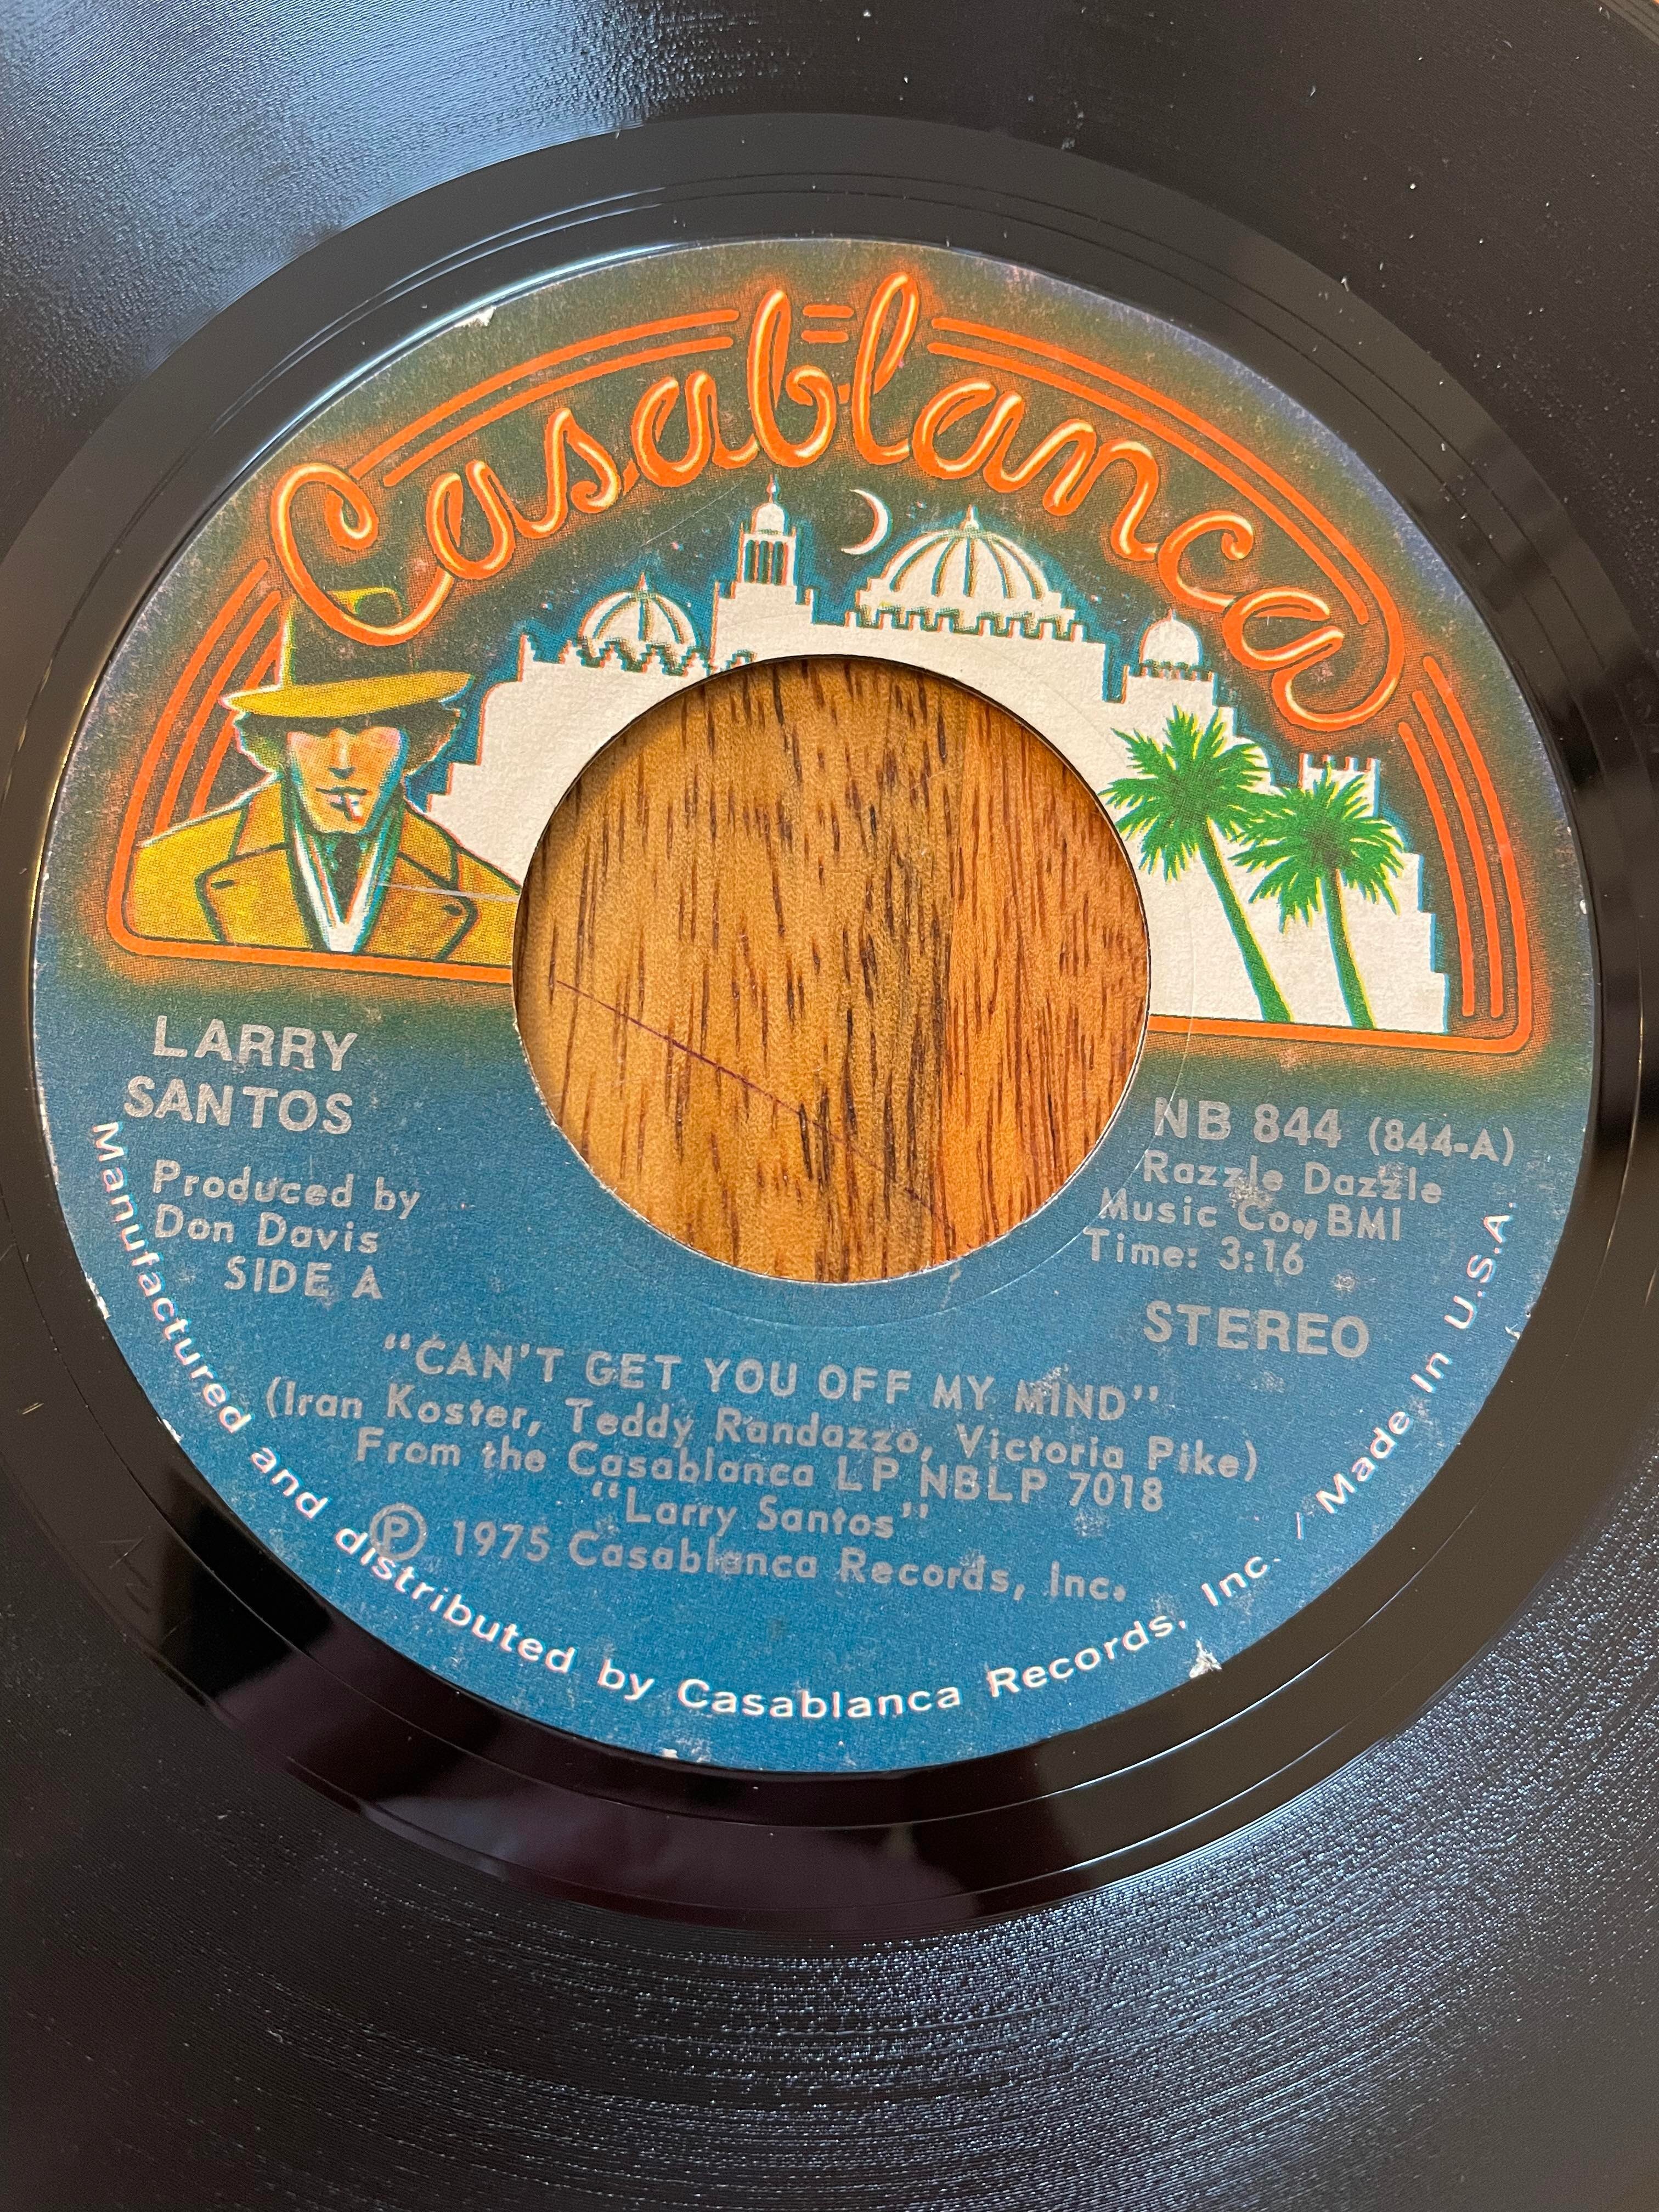 Casablanca
LARRY
SANTOS
Produced by
Don Davis
SIDE A
NB 844 (844-A)
Razzle Dazzle
Music Co., BMI
Time: 3:16
STEREO
"CAN'T GET YOU OFF MY MIND"
(Iran Koster, Teddy Randazzo, Victoria Pike)
From the Casablanca LP NBLP 7018
"Larry Santos"
Ⓟ 1975 Casablanca Records, Inc.
Manufactured and distributed by Casablanca Records, Inc. / Made In U.S.A.